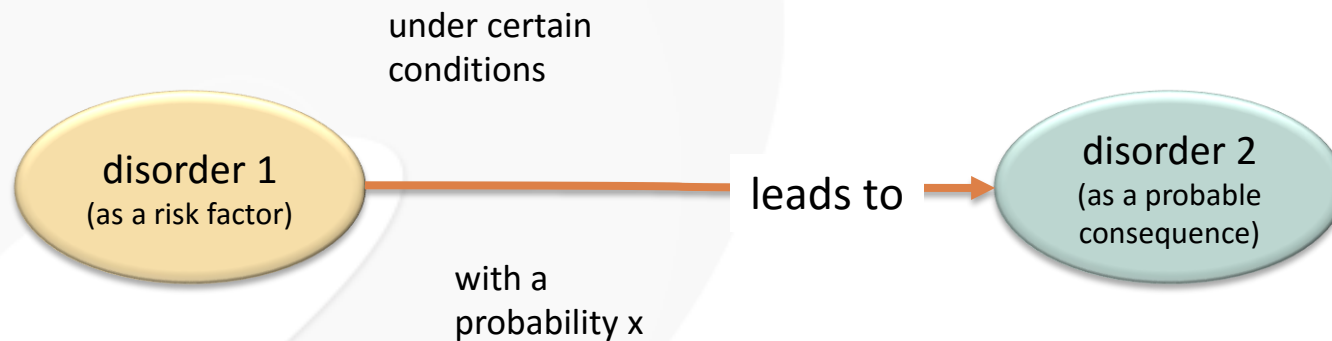 under certain
conditions
disorder 1
(as a risk factor)
leads to
disorder 2
(as a probable
consequence)
with a
probability x